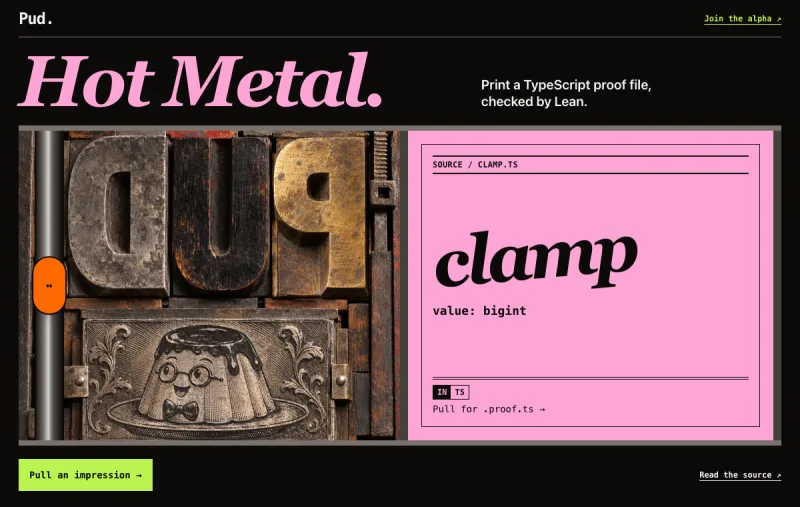 Pud.
Join the alpha ↗
Hot Metal.
Print a TypeScript proof file,
checked by Lean.
PUD
↔
SOURCE / CLAMP.TS
clamp
value: bigint
IN TS
Pull for .proof.ts →
Pull an impression →
Read the source ↗